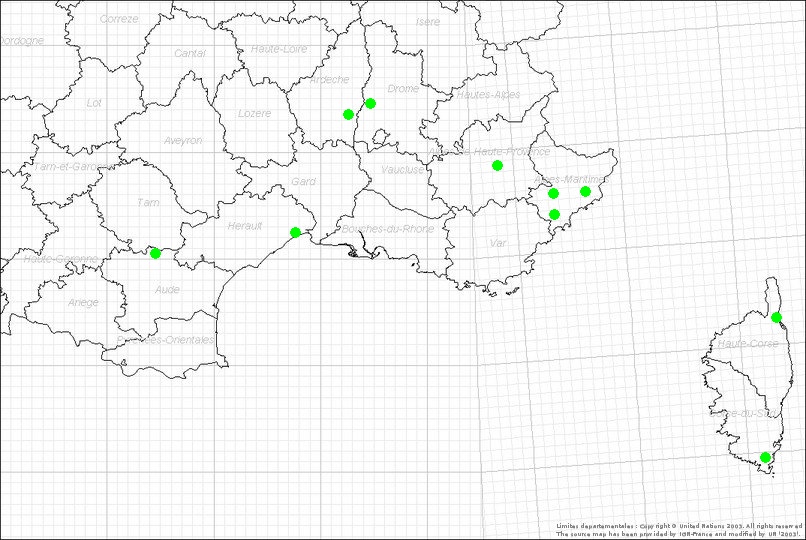 Correze
Isere
Dordogne
Cantal
Haute-Loire
Ardeche
Drome
Hautes-Alpes
Lot
Lozere
Aveyron
Haute-Provence
Tarn-et-Garonne
Vaucluse
Gard
Alpes-Maritimes
Tarn
Herault
Bouches-du-Rhone
Var
Haute-Garonne
Aude
Ariege
Pyrenees-Orientales
Haute-Corse
Corse-du-Sud
Limites departementales : Copyright © United Nations 2003. All rights reserved
The source map has been provided by IGN-France and modified by UN (2003).